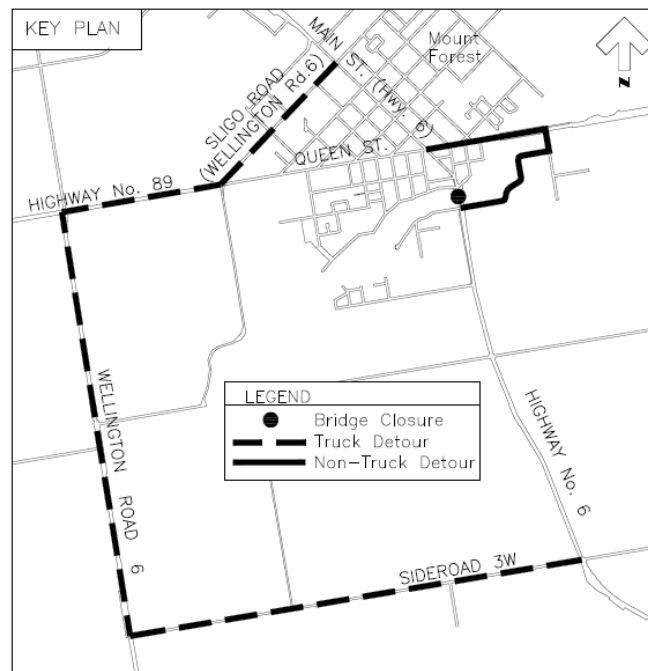 KEY PLAN
MAIN ST. (Hwy. 6)
Mount
Forest
SLIGO ROAD
(WELLINGTON Rd.6)
QUEEN ST.
N
HIGHWAY No. 89
WELLINGTON ROAD 6
LEGEND
Bridge Closure
Truck Detour
Non-Truck Detour
HIGHWAY No. 6
SIDEROAD 3W